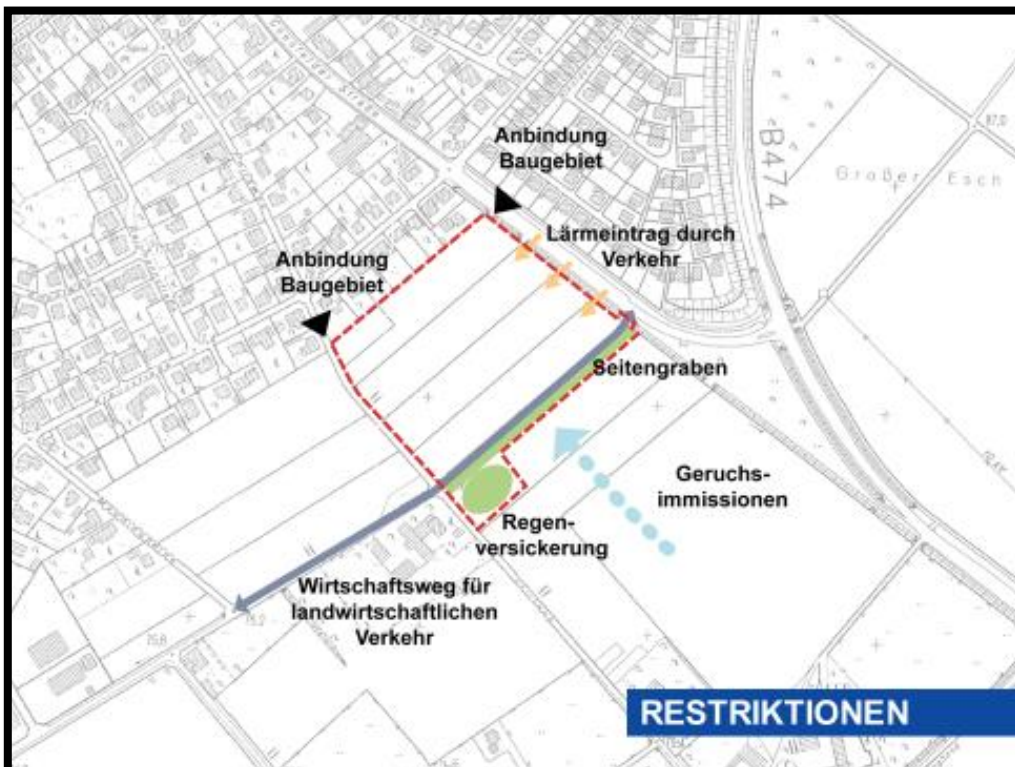 Anbindung
Baugebiet
B474
Großer Esch
Lärmeintrag durch
Verkehr
Anbindung
Baugebiet
Seitengraben
Geruchs-
immissionen
Regen-
versickerung
Wirtschaftsweg für
landwirtschaftlichen
Verkehr
RESTRIKTIONEN